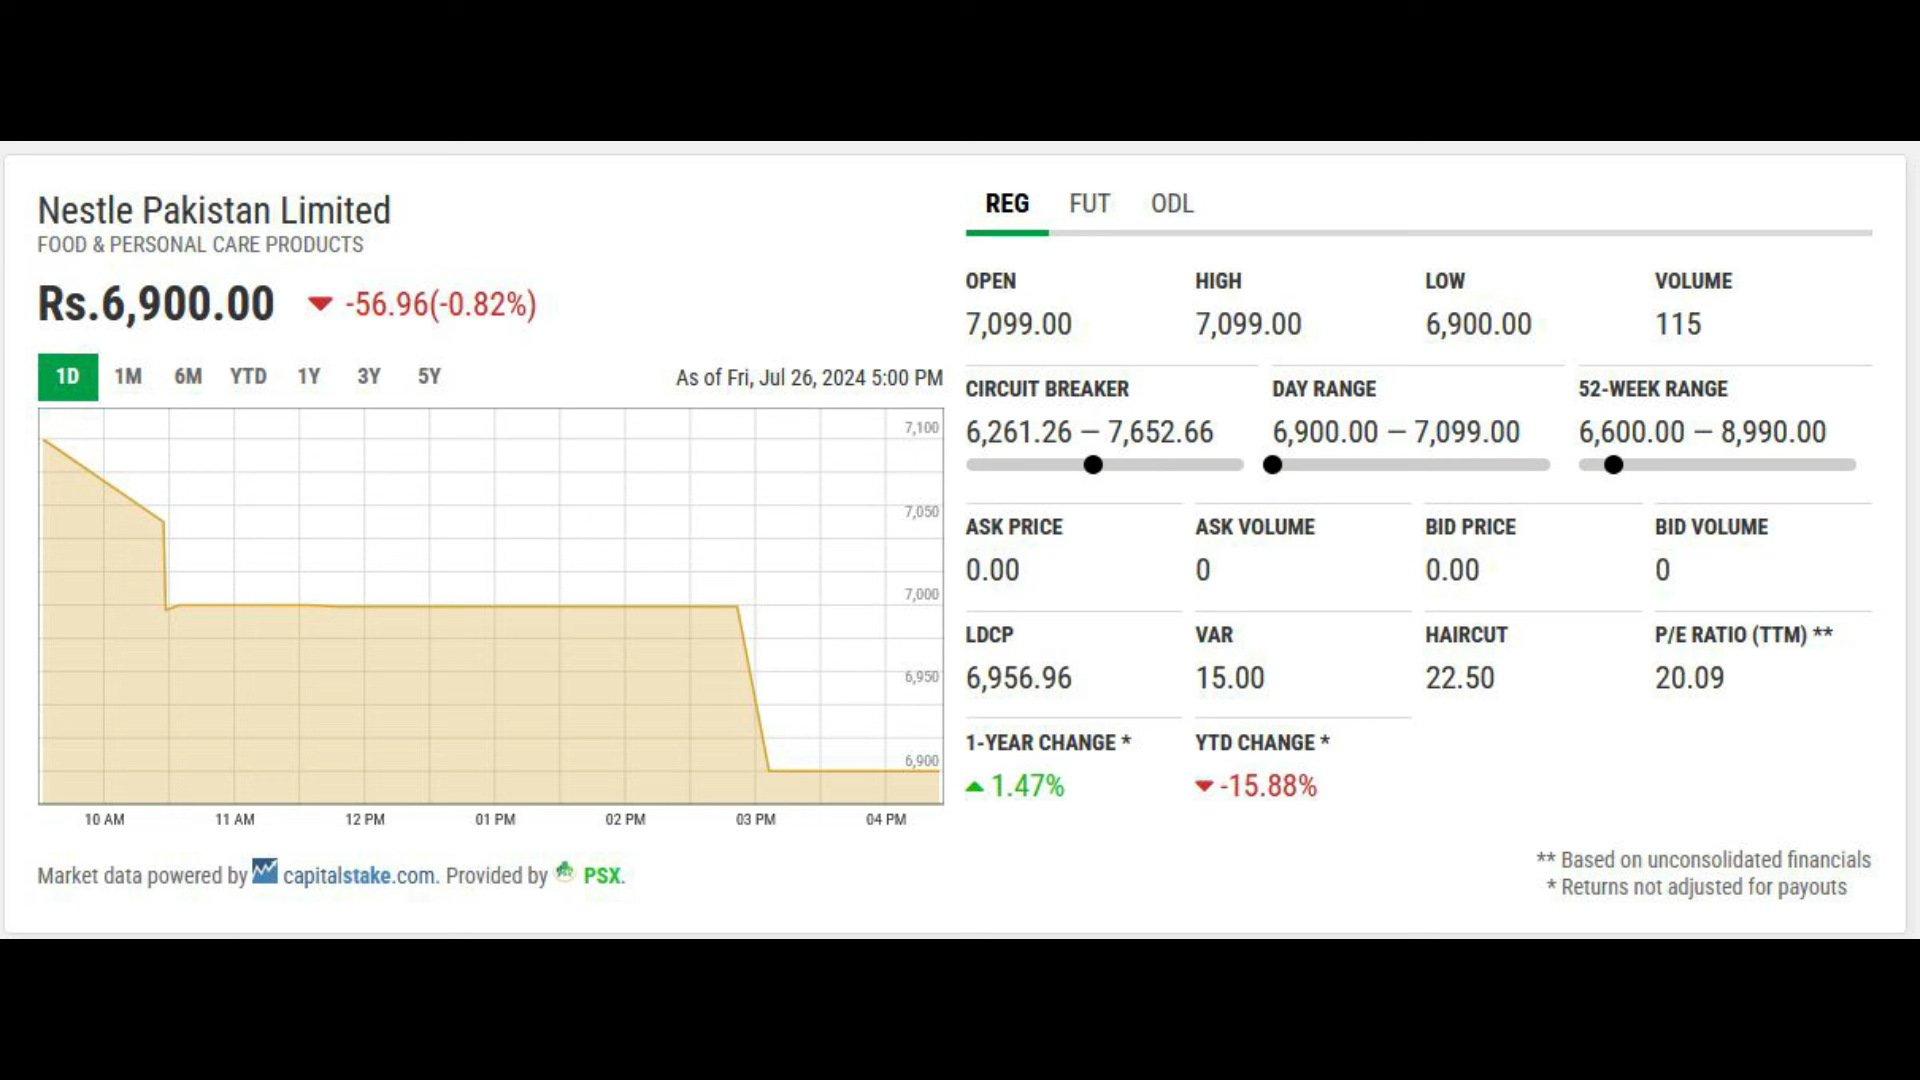 Nestle Pakistan Limited
FOOD & PERSONAL CARE PRODUCTS
Rs.6,900.00 -56.96(-0.82%)
1D 1M 6M YTD 1Y 3Y 5Y As of Fri, Jul 26, 2024 5:00 PM
7,100
7,050
7,000
6,950
6,900
10 AM 11 AM 12 PM 01 PM 02 PM 03 PM 04 PM
Market data powered by capitalstake.com. Provided by PSX.
REG FUT ODL
OPEN HIGH LOW VOLUME
7,099.00 7,099.00 6,900.00 115
CIRCUIT BREAKER DAY RANGE 52-WEEK RANGE
6,261.26 — 7,652.66 6,900.00 — 7,099.00 6,600.00 — 8,990.00
ASK PRICE ASK VOLUME BID PRICE BID VOLUME
0.00 0 0.00 0
LDCP VAR HAIRCUT P/E RATIO (TTM) **
6,956.96 15.00 22.50 20.09
1-YEAR CHANGE * YTD CHANGE *
1.47% -15.88%
** Based on unconsolidated financials
* Returns not adjusted for payouts